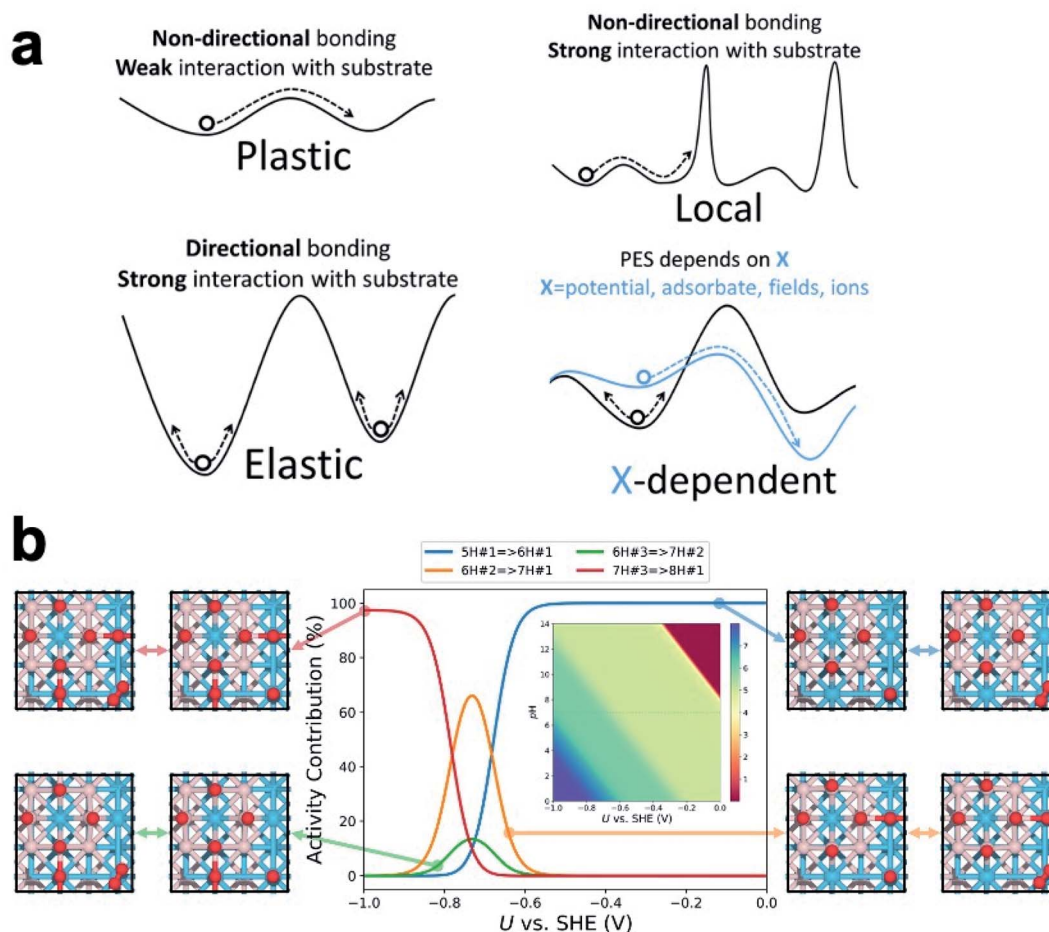 a
Non-directional bonding
Weak interaction with substrate
Plastic
Non-directional bonding
Strong interaction with substrate
Local
Directional bonding
Strong interaction with substrate
Elastic
PES depends on X
X=potential, adsorbate, fields, ions
X-dependent
b
5H#1=>6H#1
6H#3=>7H#2
6H#2=>7H#1
7H#3=>8H#1
Activity Contribution (%)
100
80
60
40
20
0
−1.0
−0.8
−0.6
−0.4
−0.2
0.0
U vs. SHE (V)
pH
14
12
10
8
6
4
2
0
-1.0
-0.8
-0.6
-0.4
-0.2
0.0
U vs. SHE (V)
7
6
5
4
3
2
1